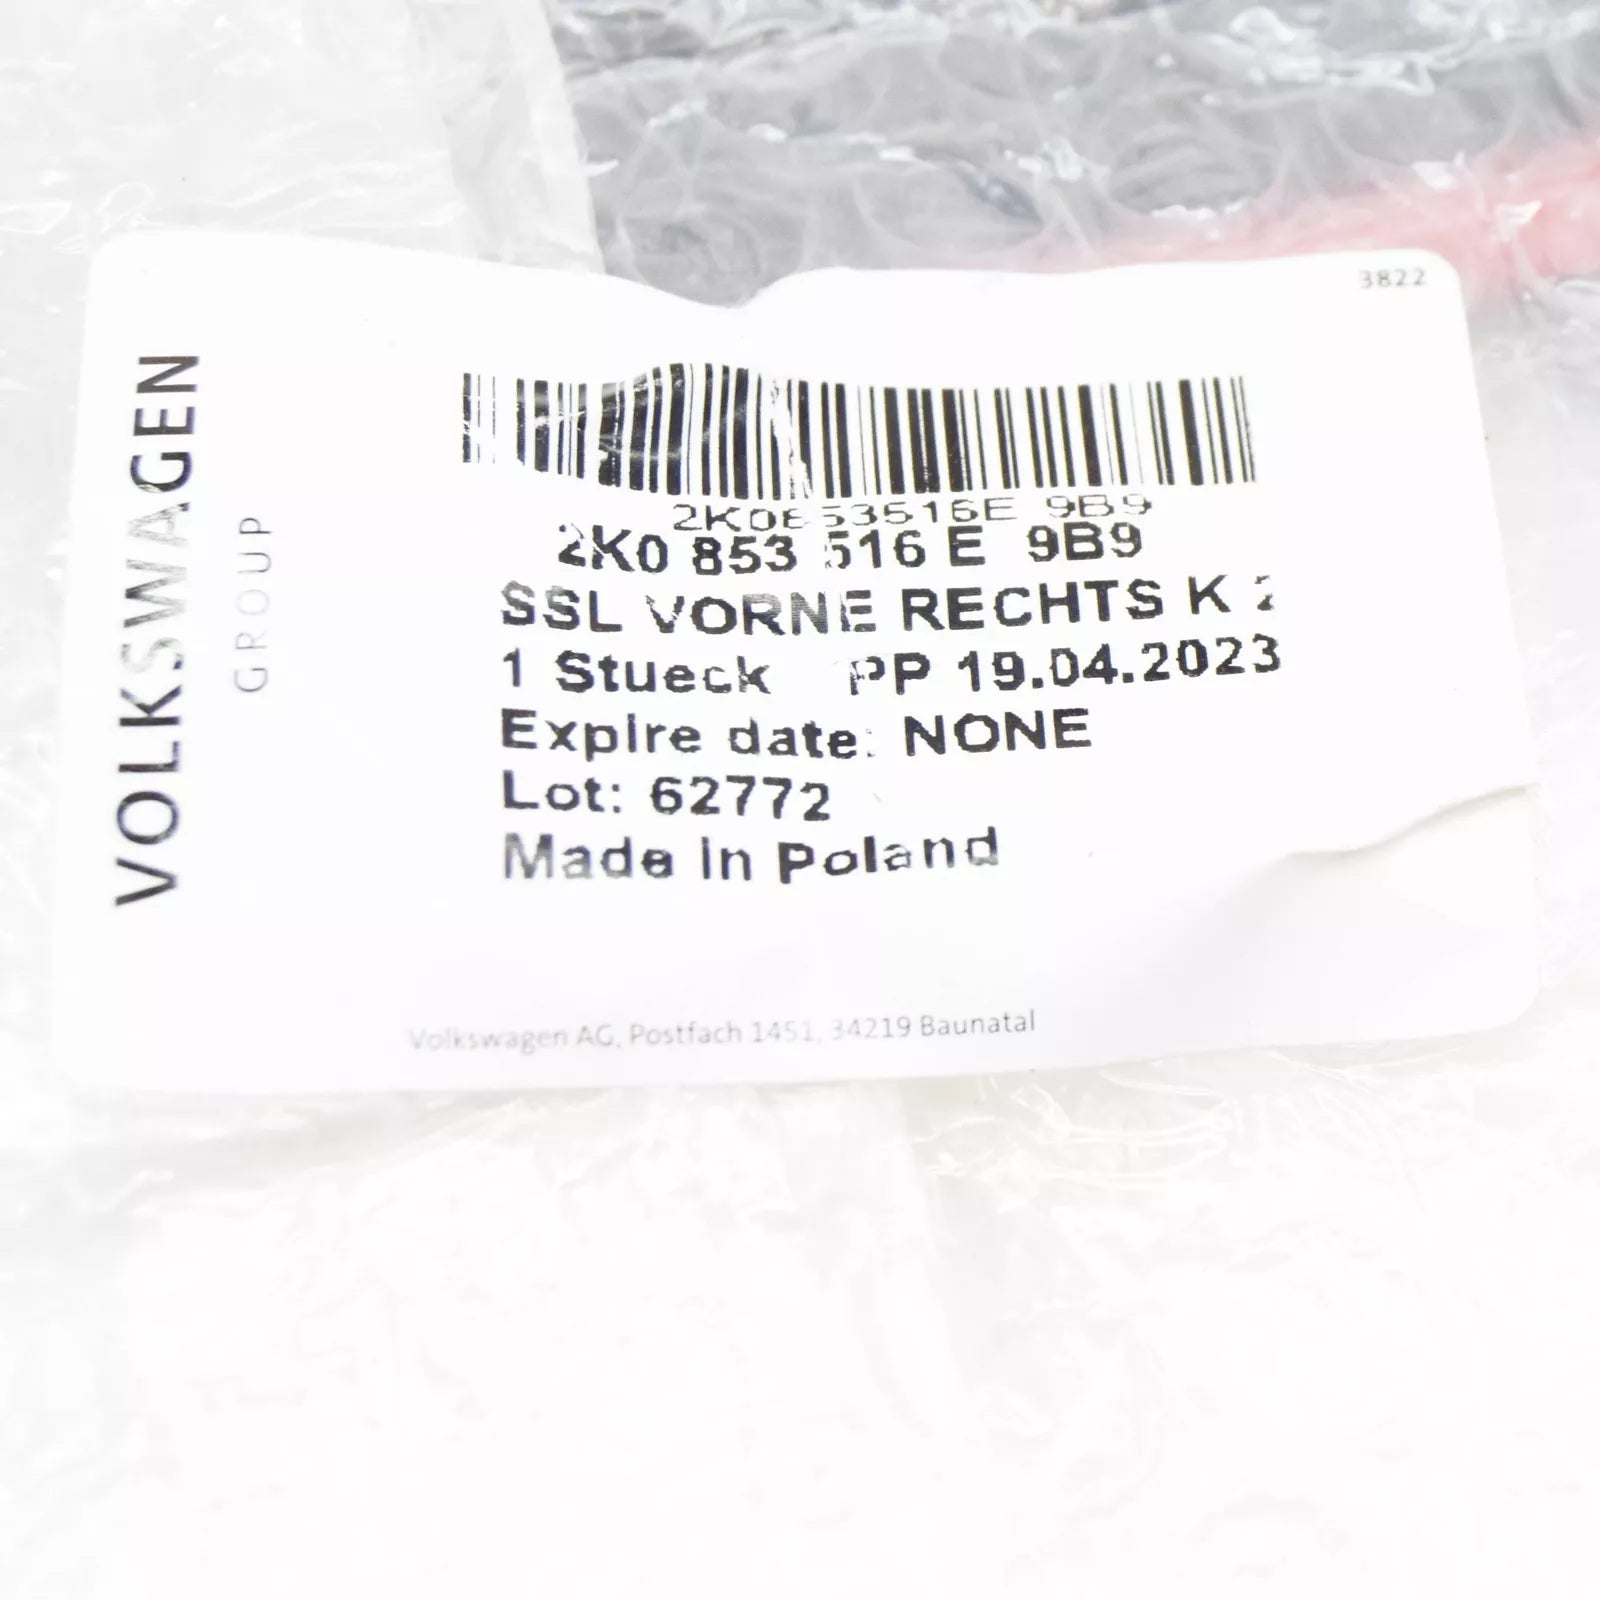 3822
VOLKSWAGEN
GROUP
2K0853516E 9B9
2K0 853 516 E 9B9
SSL VORNE RECHTS K 2
1 Stueck PP 19.04.2023
Expire date: NONE
Lot: 62772
Made in Poland
Volkswagen AG, Postfach 1451, 34219 Baunatal